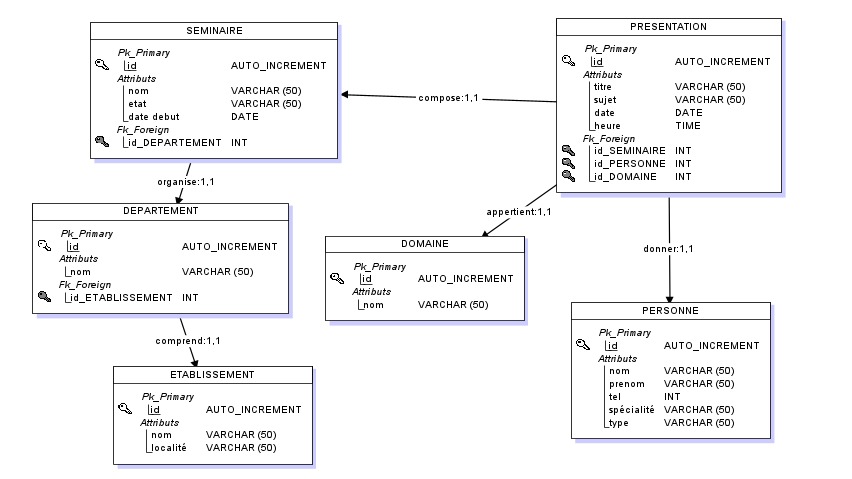 SEMINAIRE
Pk_Primary
id AUTO_INCREMENT
Attributs
nom VARCHAR (50)
etat VARCHAR (50)
date debut DATE
Fk_Foreign
id_DEPARTEMENT INT
PRESENTATION
Pk_Primary
id AUTO_INCREMENT
Attributs
titre VARCHAR (50)
sujet VARCHAR (50)
date DATE
heure TIME
Fk_Foreign
id_SEMINAIRE INT
id_PERSONNE INT
id_DOMAINE INT
compose:1,1
organise:1,1
appertient:1,1
donner:1,1
DEPARTEMENT
Pk_Primary
id AUTO_INCREMENT
Attributs
nom VARCHAR (50)
Fk_Foreign
id_ETABLISSEMENT INT
DOMAINE
Pk_Primary
id AUTO_INCREMENT
Attributs
nom VARCHAR (50)
PERSONNE
Pk_Primary
id AUTO_INCREMENT
Attributs
nom VARCHAR (50)
prenom VARCHAR (50)
tel INT
spécialité VARCHAR (50)
type VARCHAR (50)
comprend:1,1
ETABLISSEMENT
Pk_Primary
id AUTO_INCREMENT
Attributs
nom VARCHAR (50)
localité VARCHAR (50)